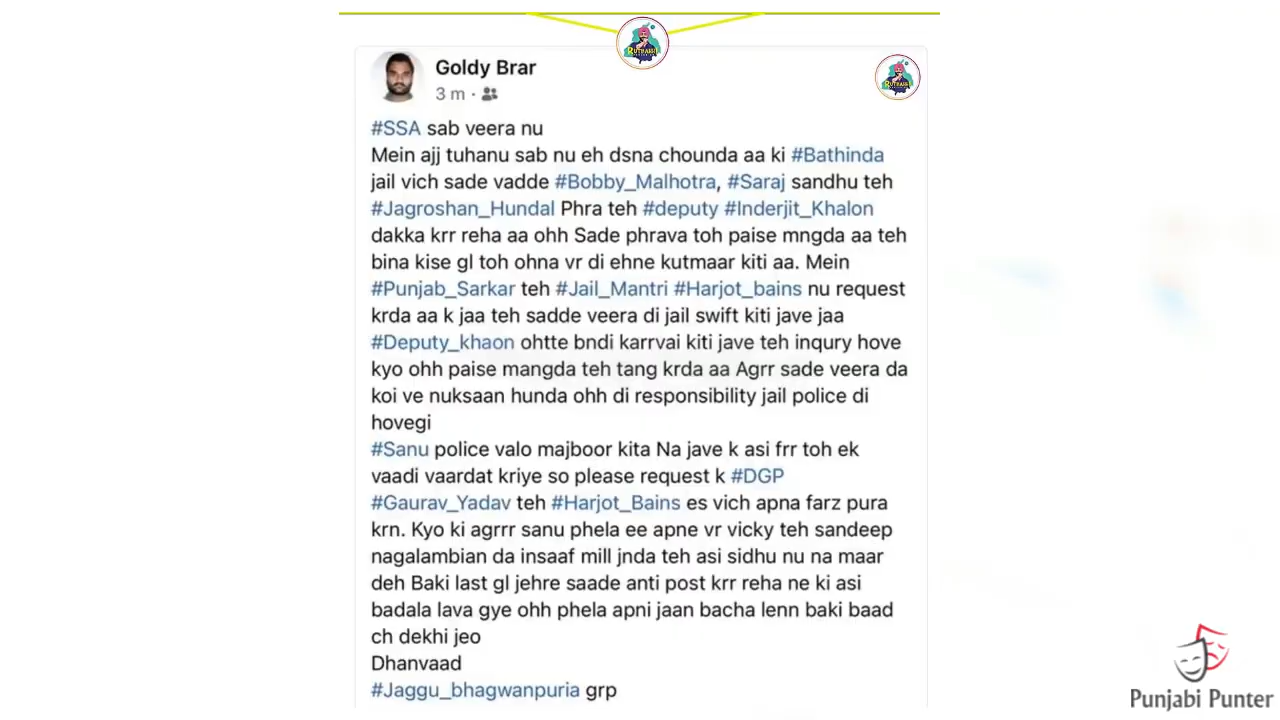 Goldy Brar
3 m ·
#SSA sab veera nu
Mein ajj tuhanu sab nu eh dsna chounda aa ki #Bathinda
jail vich sade vadde #Bobby_Malhotra, #Saraj sandhu teh
#Jagroshan_Hundal Phra teh #deputy #Inderjit_Khalon
dakka krr reha aa ohh Sade phrava toh paise mngda aa teh
bina kise gl toh ohna vr di ehne kutmaar kiti aa. Mein
#Punjab_Sarkar teh #Jail_Mantri #Harjot_bains nu request
krda aa k jaa teh sadde veera di jail swift kiti jave jaa
#Deputy_khaon ohtte bndi karrvai kiti jave teh inqury hove
kyo ohh paise mangda teh tang krda aa Agrr sade veera da
koi ve nuksaan hunda ohh di responsibility jail police di
hovegi
#Sanu police valo majboor kita Na jave k asi frr toh ek
vaadi vaardat kriye so please request k #DGP
#Gaurav_Yadav teh #Harjot_Bains es vich apna farz pura
krn. Kyo ki agrrr sanu phela ee apne vr vicky teh sandeep
nagalambian da insaaf mill jnda teh asi sidhu nu na maar
deh Baki last gl jehre saade anti post krr reha ne ki asi
badala lava gye ohh phela apni jaan bacha lenn baki baad
ch dekhi jeo
Dhanvaad
#Jaggu_bhagwanpuria grp
Punjabi Punter